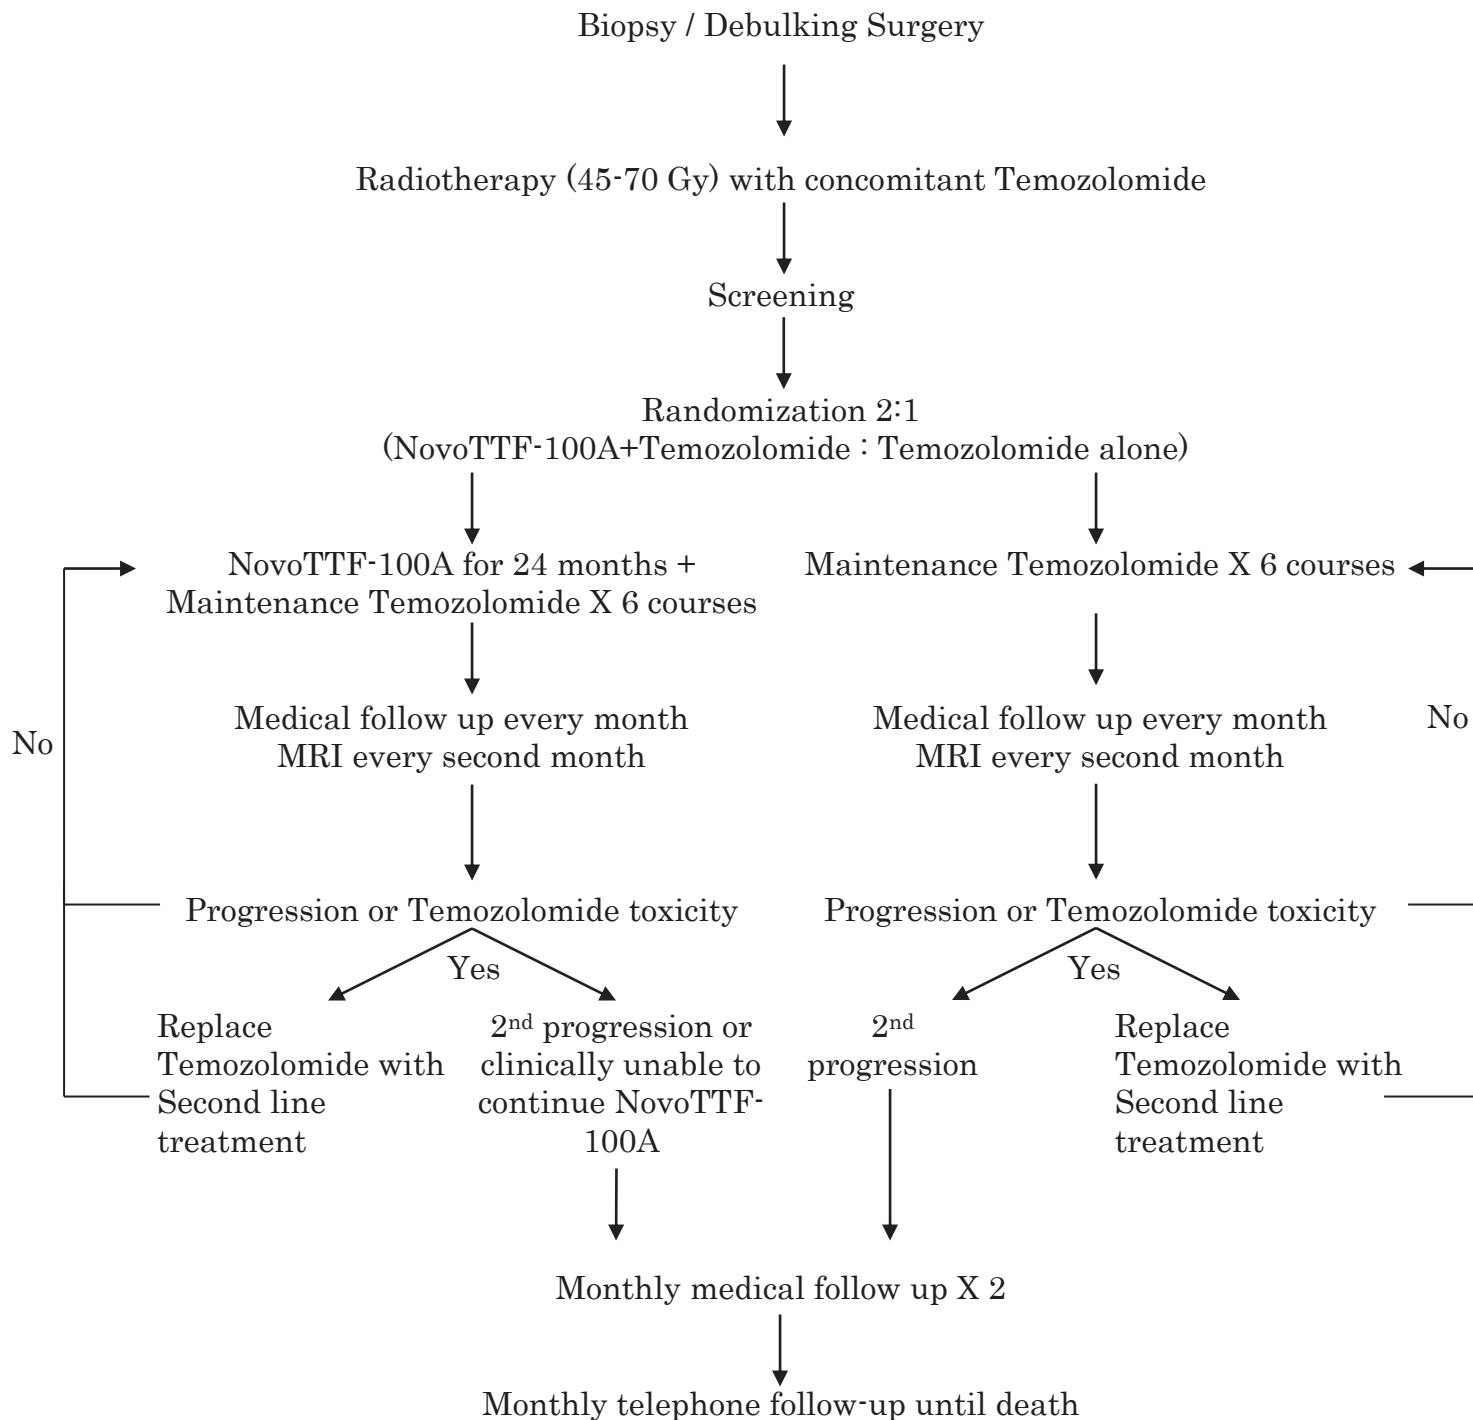 Biopsy / Debulking Surgery
Radiotherapy (45-70 Gy) with concomitant Temozolomide
Screening
Randomization 2:1
(NovoTTF-100A+Temozolomide : Temozolomide alone)
NovoTTF-100A for 24 months +
Maintenance Temozolomide X 6 courses
Maintenance Temozolomide X 6 courses
Medical follow up every month
MRI every second month
Medical follow up every month
MRI every second month
No
No
Progression or Temozolomide toxicity
Progression or Temozolomide toxicity
Yes
Yes
Replace
Temozolomide with
Second line
treatment
2nd progression or
clinically unable to
continue NovoTTF-
100A
2nd
progression
Replace
Temozolomide with
Second line
treatment
Monthly medical follow up X 2
Monthly telephone follow-up until death